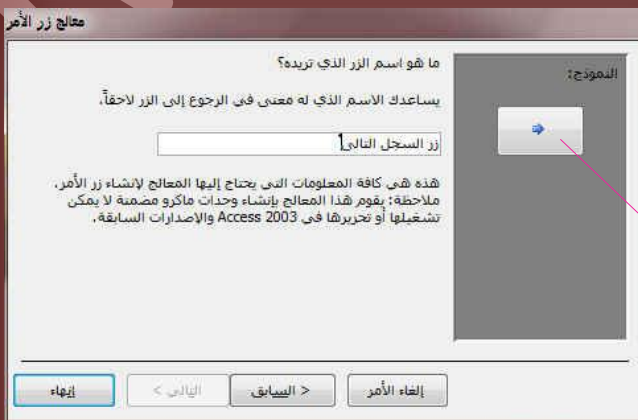 معالج زر الأمر
النموذج:
ما هو اسم الزر الذي تريده؟
يساعدك الاسم الذي له معنى في الرجوع إلى الزر لاحقاً.
زر السجل التالي
هذه هي كافة المعلومات التي يحتاج إليها المعالج لإنشاء زر الأمر.
ملاحظة: يقوم هذا المعالج بإنشاء وحدات ماكرو مضمنة لا يمكن
تشغيلها أو تحريرها في Access 2003 والإصدارات السابقة.
إلغاء الأمر
< السابق
التالي >
إنهاء